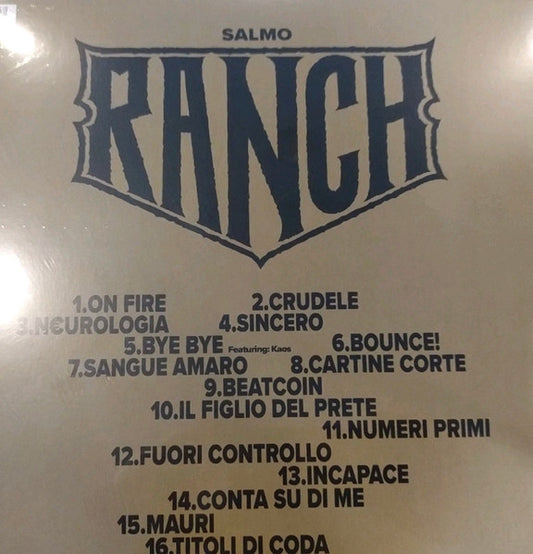 SALMO
RANCH
1.ON FIRE 2.CRUDELE
3.N€UROLOGIA 4.SINCERO
5.BYE BYE Featuring: Kaos 6.BOUNCE!
7.SANGUE AMARO 8.CARTINE CORTE
9.BEATCOIN
10.IL FIGLIO DEL PRETE
11.NUMERI PRIMI
12.FUORI CONTROLLO
13.INCAPACE
14.CONTA SU DI ME
15.MAURI
16.TITOLI DI CODA